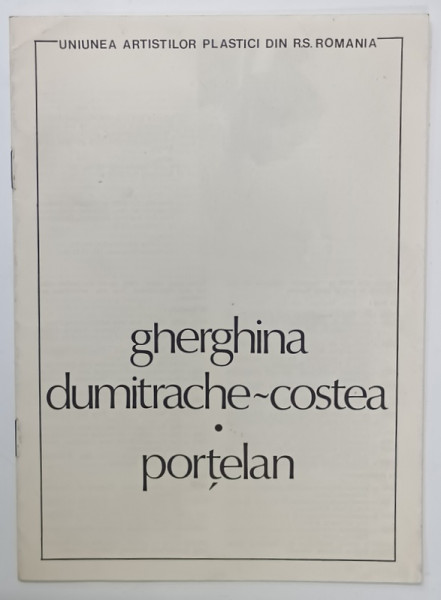 UNIUNEA ARTISTILOR PLASTICI DIN R.S. ROMANIA
gherghina
dumitrache~costea
•
porțelan